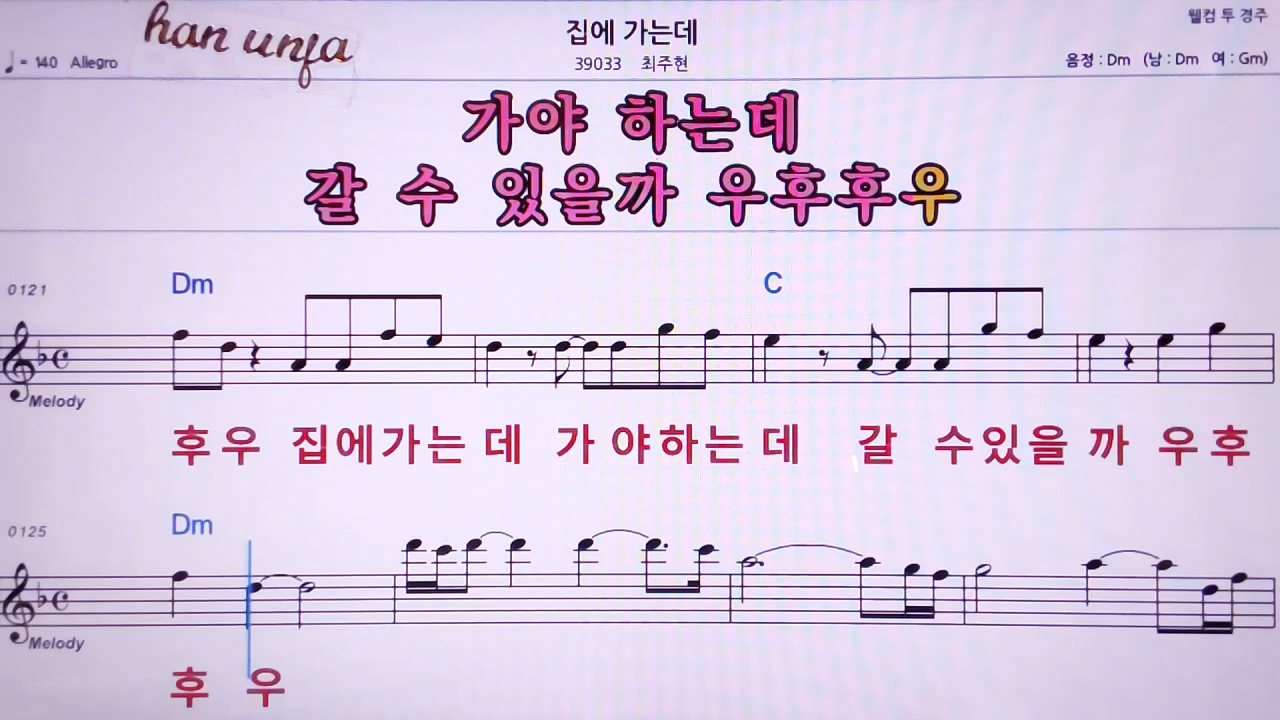 han unja
집에 가는데
웰컴 투 경주
♩= 140 Allegro
39033 최주현
음정 : Dm (남 : Dm 여 : Gm)
가야 하는데
갈 수 있을까 우후후우
Dm C
0121
Melody
후우 집에가는 데 가 야하는 데 갈 수있을 까 우후
Dm
0125
Melody
후 우